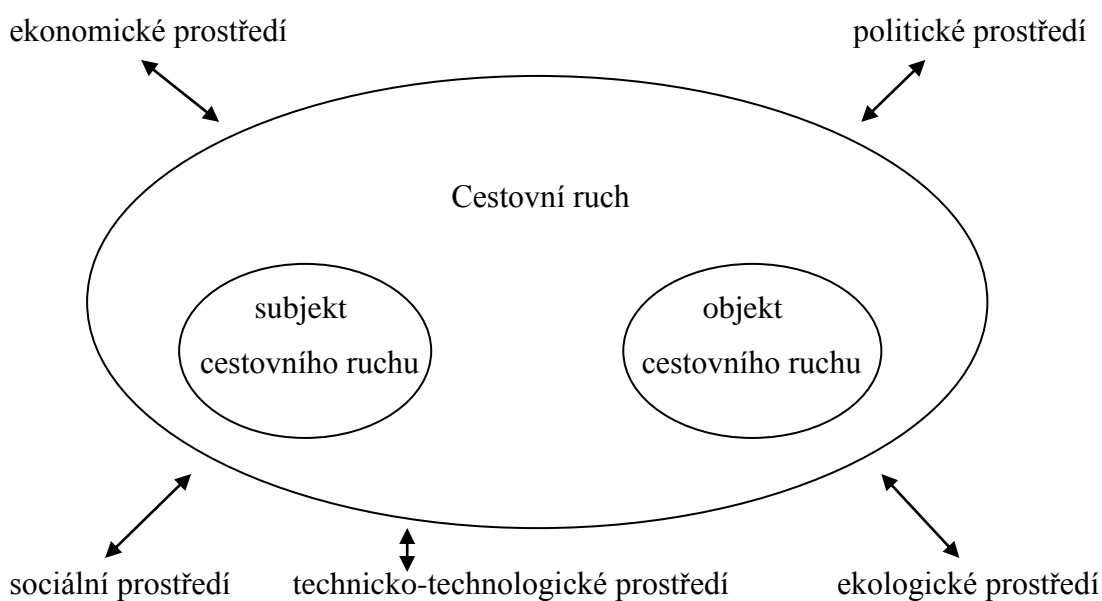 ekonomické prostředí
politické prostředí
Cestovní ruch
subjekt
cestovního ruchu
objekt
cestovního ruchu
sociální prostředí
technicko-technologické prostředí
ekologické prostředí